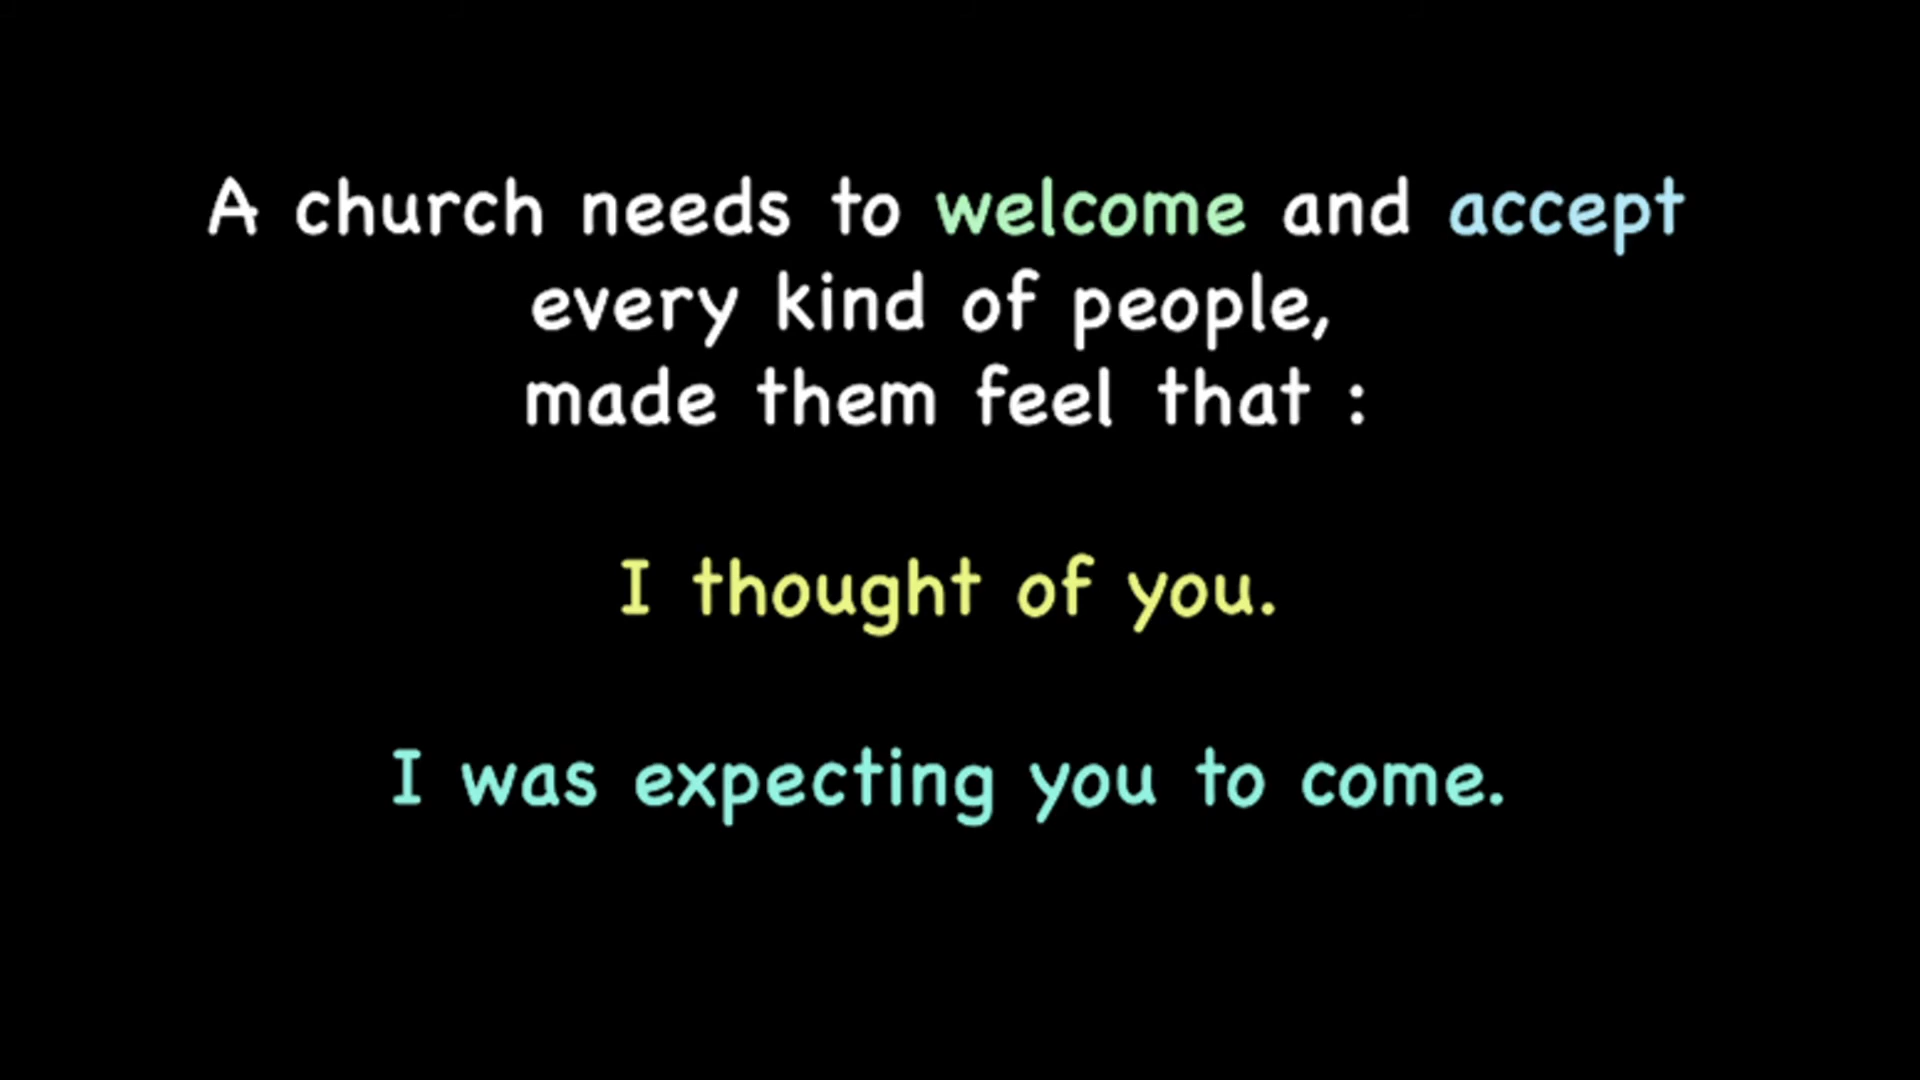 A church needs to welcome and accept
every kind of people,
made them feel that :
I thought of you.
I was expecting you to come.